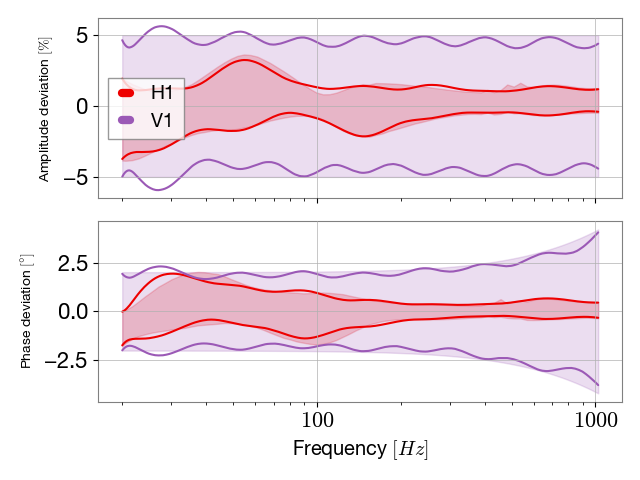 Amplitude deviation [%]
5
0
−5
H1
V1
Phase deviation [°]
2.5
0.0
−2.5
100
1000
Frequency [Hz]